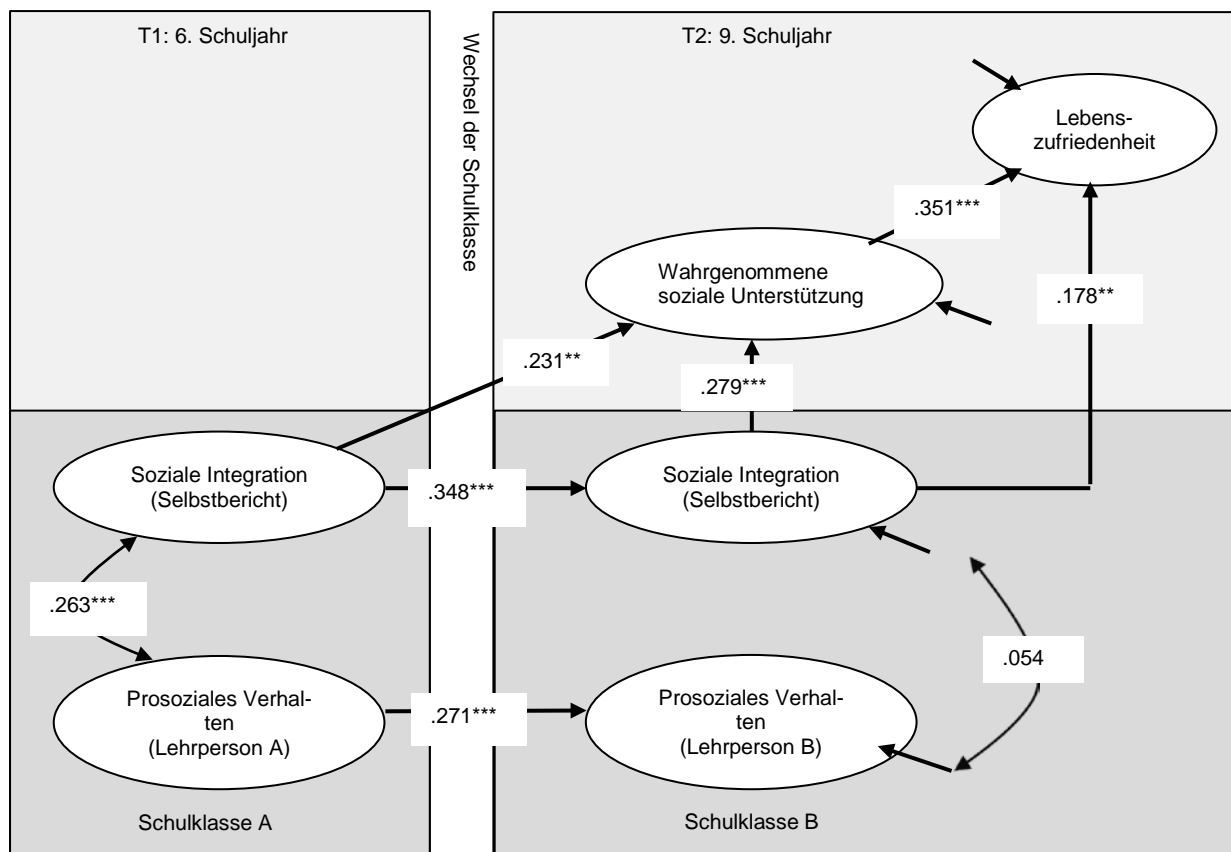 T1: 6. Schuljahr
Wechsel der Schulklasse
T2: 9. Schuljahr
Lebens-
zufriedenheit
.351***
Wahrgenommene
soziale Unterstützung
.178**
.231**
.279***
Soziale Integration
(Selbstbericht)
.348***
Soziale Integration
(Selbstbericht)
.263***
.054
Prosoziales Verhal-
ten
(Lehrperson A)
.271***
Prosoziales Verhal-
ten
(Lehrperson B)
Schulklasse A
Schulklasse B